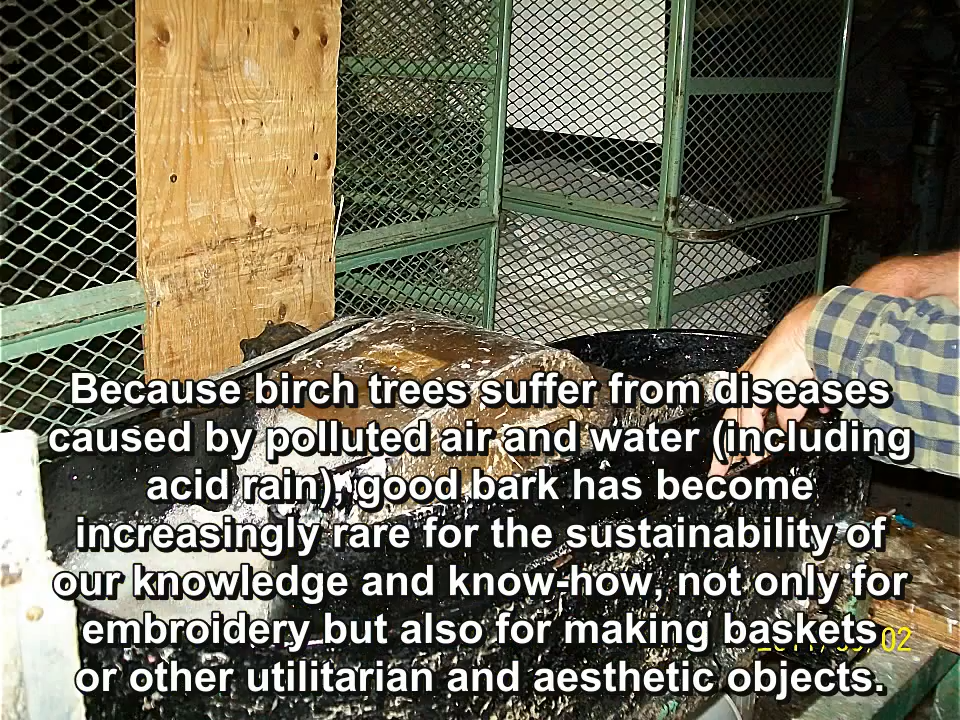 Because birch trees suffer from diseases
caused by polluted air and water (including
acid rain), good bark has become
increasingly rare for the sustainability of
our knowledge and know-how, not only for
embroidery but also for making baskets
or other utilitarian and aesthetic objects.